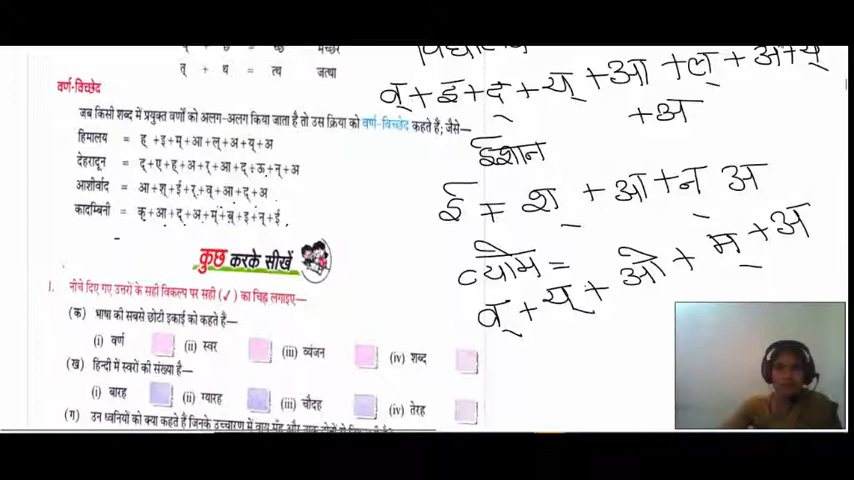 त् + थ = त्थ जत्था
वर्ण-विच्छेद
जब किसी शब्द में प्रयुक्त वर्णों को अलग-अलग किया जाता है तो उस क्रिया को वर्ण-विच्छेद कहते हैं; जैसे—
हिमालय = ह्+इ+म्+आ+ल्+अ+य्+अ
देहरादून = द्+ए+ह्+अ+र्+आ+द्+ऊ+न्+अ
आशीर्वाद = आ+श्+ई+र्+व्+आ+द्+अ
कादम्बिनी = क्+आ+द्+अ+म्+ब्+इ+न्+ई
कुछ करके सीखें
1. नीचे दिए गए उत्तरों के सही विकल्प पर सही (✓) का चिह्न लगाइए—
(क) भाषा की सबसे छोटी इकाई को कहते हैं—
(i) वर्ण (ii) स्वर (iii) व्यंजन (iv) शब्द
(ख) हिन्दी में स्वरों की संख्या है—
(i) बारह (ii) ग्यारह (iii) चौदह (iv) तेरह
(ग) उन ध्वनियों को क्या कहते हैं जिनके उच्चारण में वायु
व्+इ+द्+य्+आ+ल्+अ+य्
+अ
ईशान
ई + श् + आ + न् अ
व्योम =
व्+य्+ओ+म्+अ